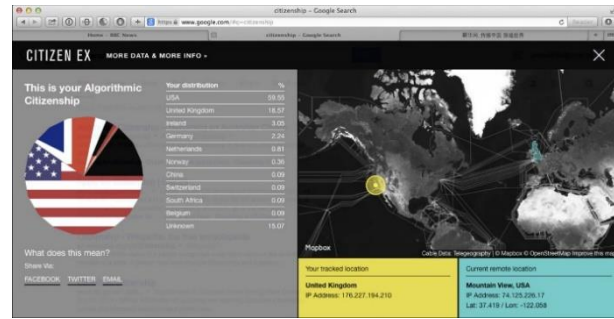 citizenship – Google Search
https www.google.com/#q=citizenship
Home - BBC News
citizenship - Google Search
CITIZEN EX MORE DATA & MORE INFO
This is your Algorithmic
Citizenship
Your distribution %
USA 59.55
United Kingdom 18.57
Ireland 3.05
Germany 2.24
Netherlands 0.81
Norway 0.36
China 0.09
Switzerland 0.09
South Africa 0.09
Belgium 0.09
Unknown 15.07
What does this mean?
Share Via:
FACEBOOK TWITTER EMAIL
Mapbox
Cable Data: Telegeography | © Mapbox © OpenStreetMap Improve this map
Your tracked location
United Kingdom
IP Address: 176.227.194.210
Current remote location
Mountain View, USA
IP Address: 74.125.226.17
Lat: 37.419 / Lon: -122.058